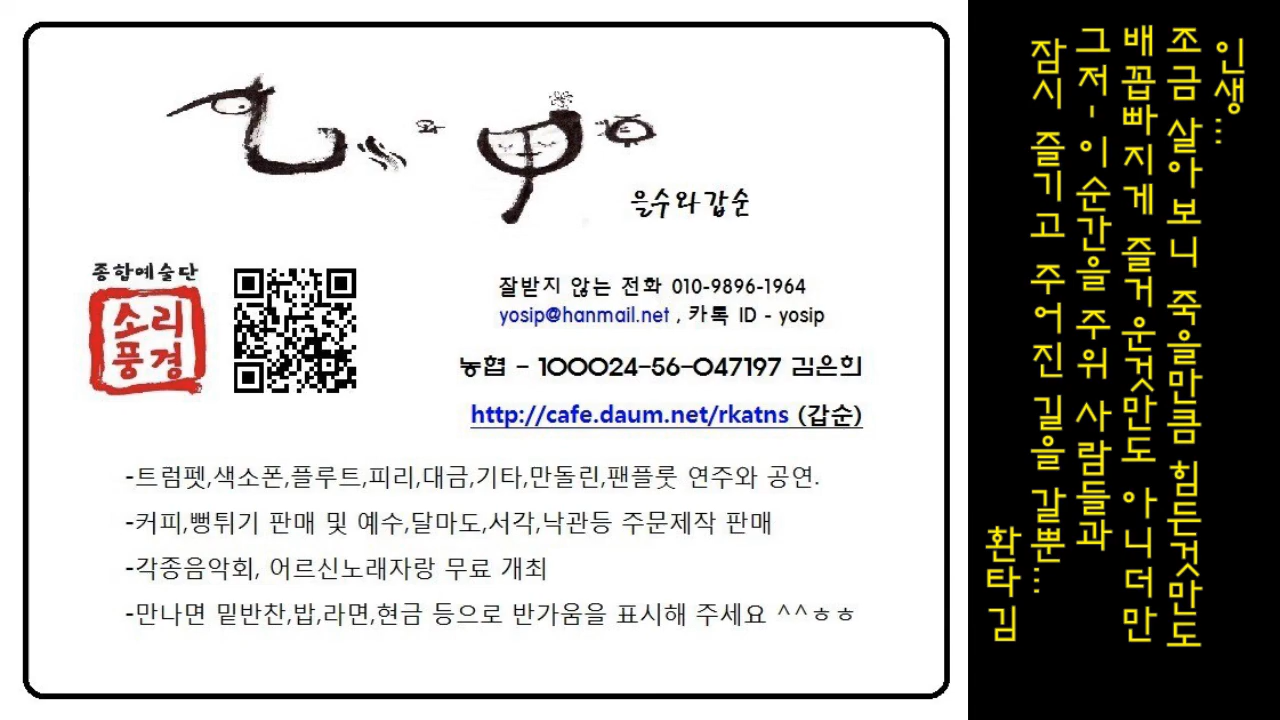 을수와갑순
종합예술단
소리
풍경
잘받지 않는 전화 010-9896-1964
yosip@hanmail.net , 카톡 ID - yosip
농협 - 100024-56-047197 김은희
http://cafe.daum.net/rkatns (갑순)
-트럼펫,색소폰,플루트,피리,대금,기타,만돌린,팬플룻 연주와 공연.
-커피,뻥튀기 판매 및 예수,달마도,서각,낙관등 주문제작 판매
-각종음악회, 어르신노래자랑 무료 개최
-만나면 밑반찬,밥,라면,현금 등으로 반가움을 표시해 주세요 ^^ㅎㅎ
인생...
조금 살아보니 죽을만큼 힘든것만도
배꼽빠지게 즐거운것만도 아니더만
그저- 이순간을 주위 사람들과
잠시 즐기고 주어진 길을 갈뿐...
환타김